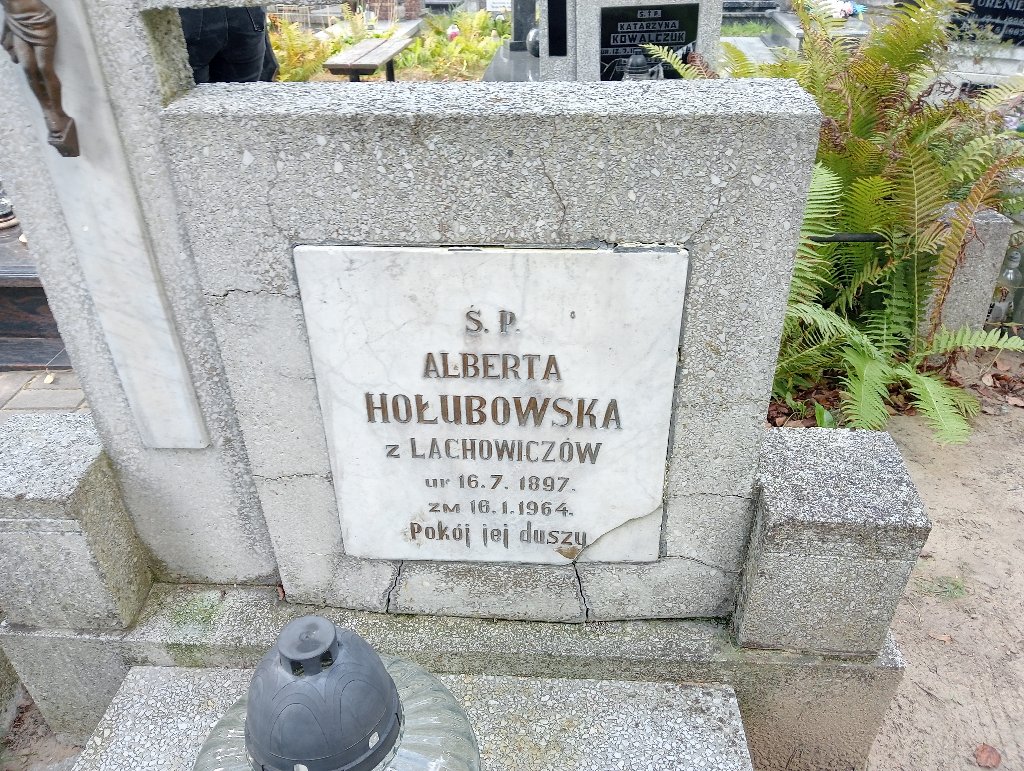 Ś. P.
ALBERTA
HOŁUBOWSKA
z LACHOWICZÓW
ur 16.7. 1897.
zm 16.1.1964.
Pokój jej duszy
Ś.P.
KATARZYNA
KOWALCZUK